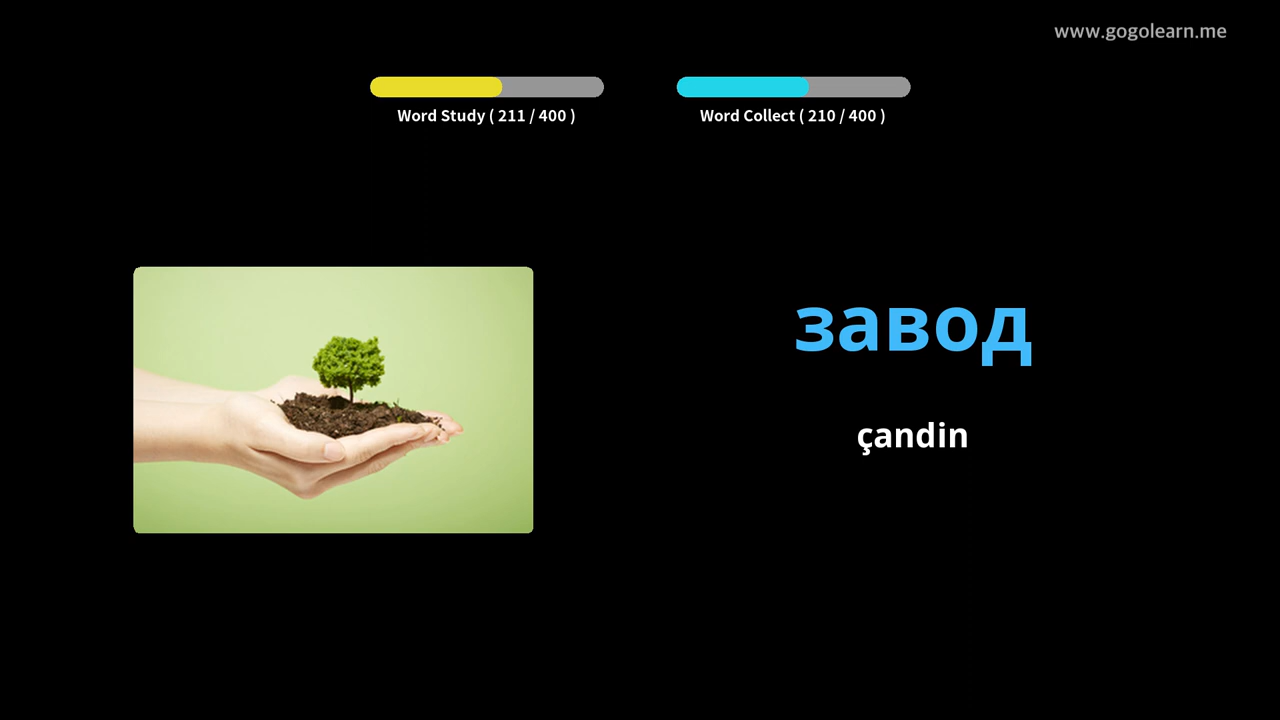 www.gogolearn.me
Word Study ( 211 / 400 )
Word Collect ( 210 / 400 )
завод
çandin